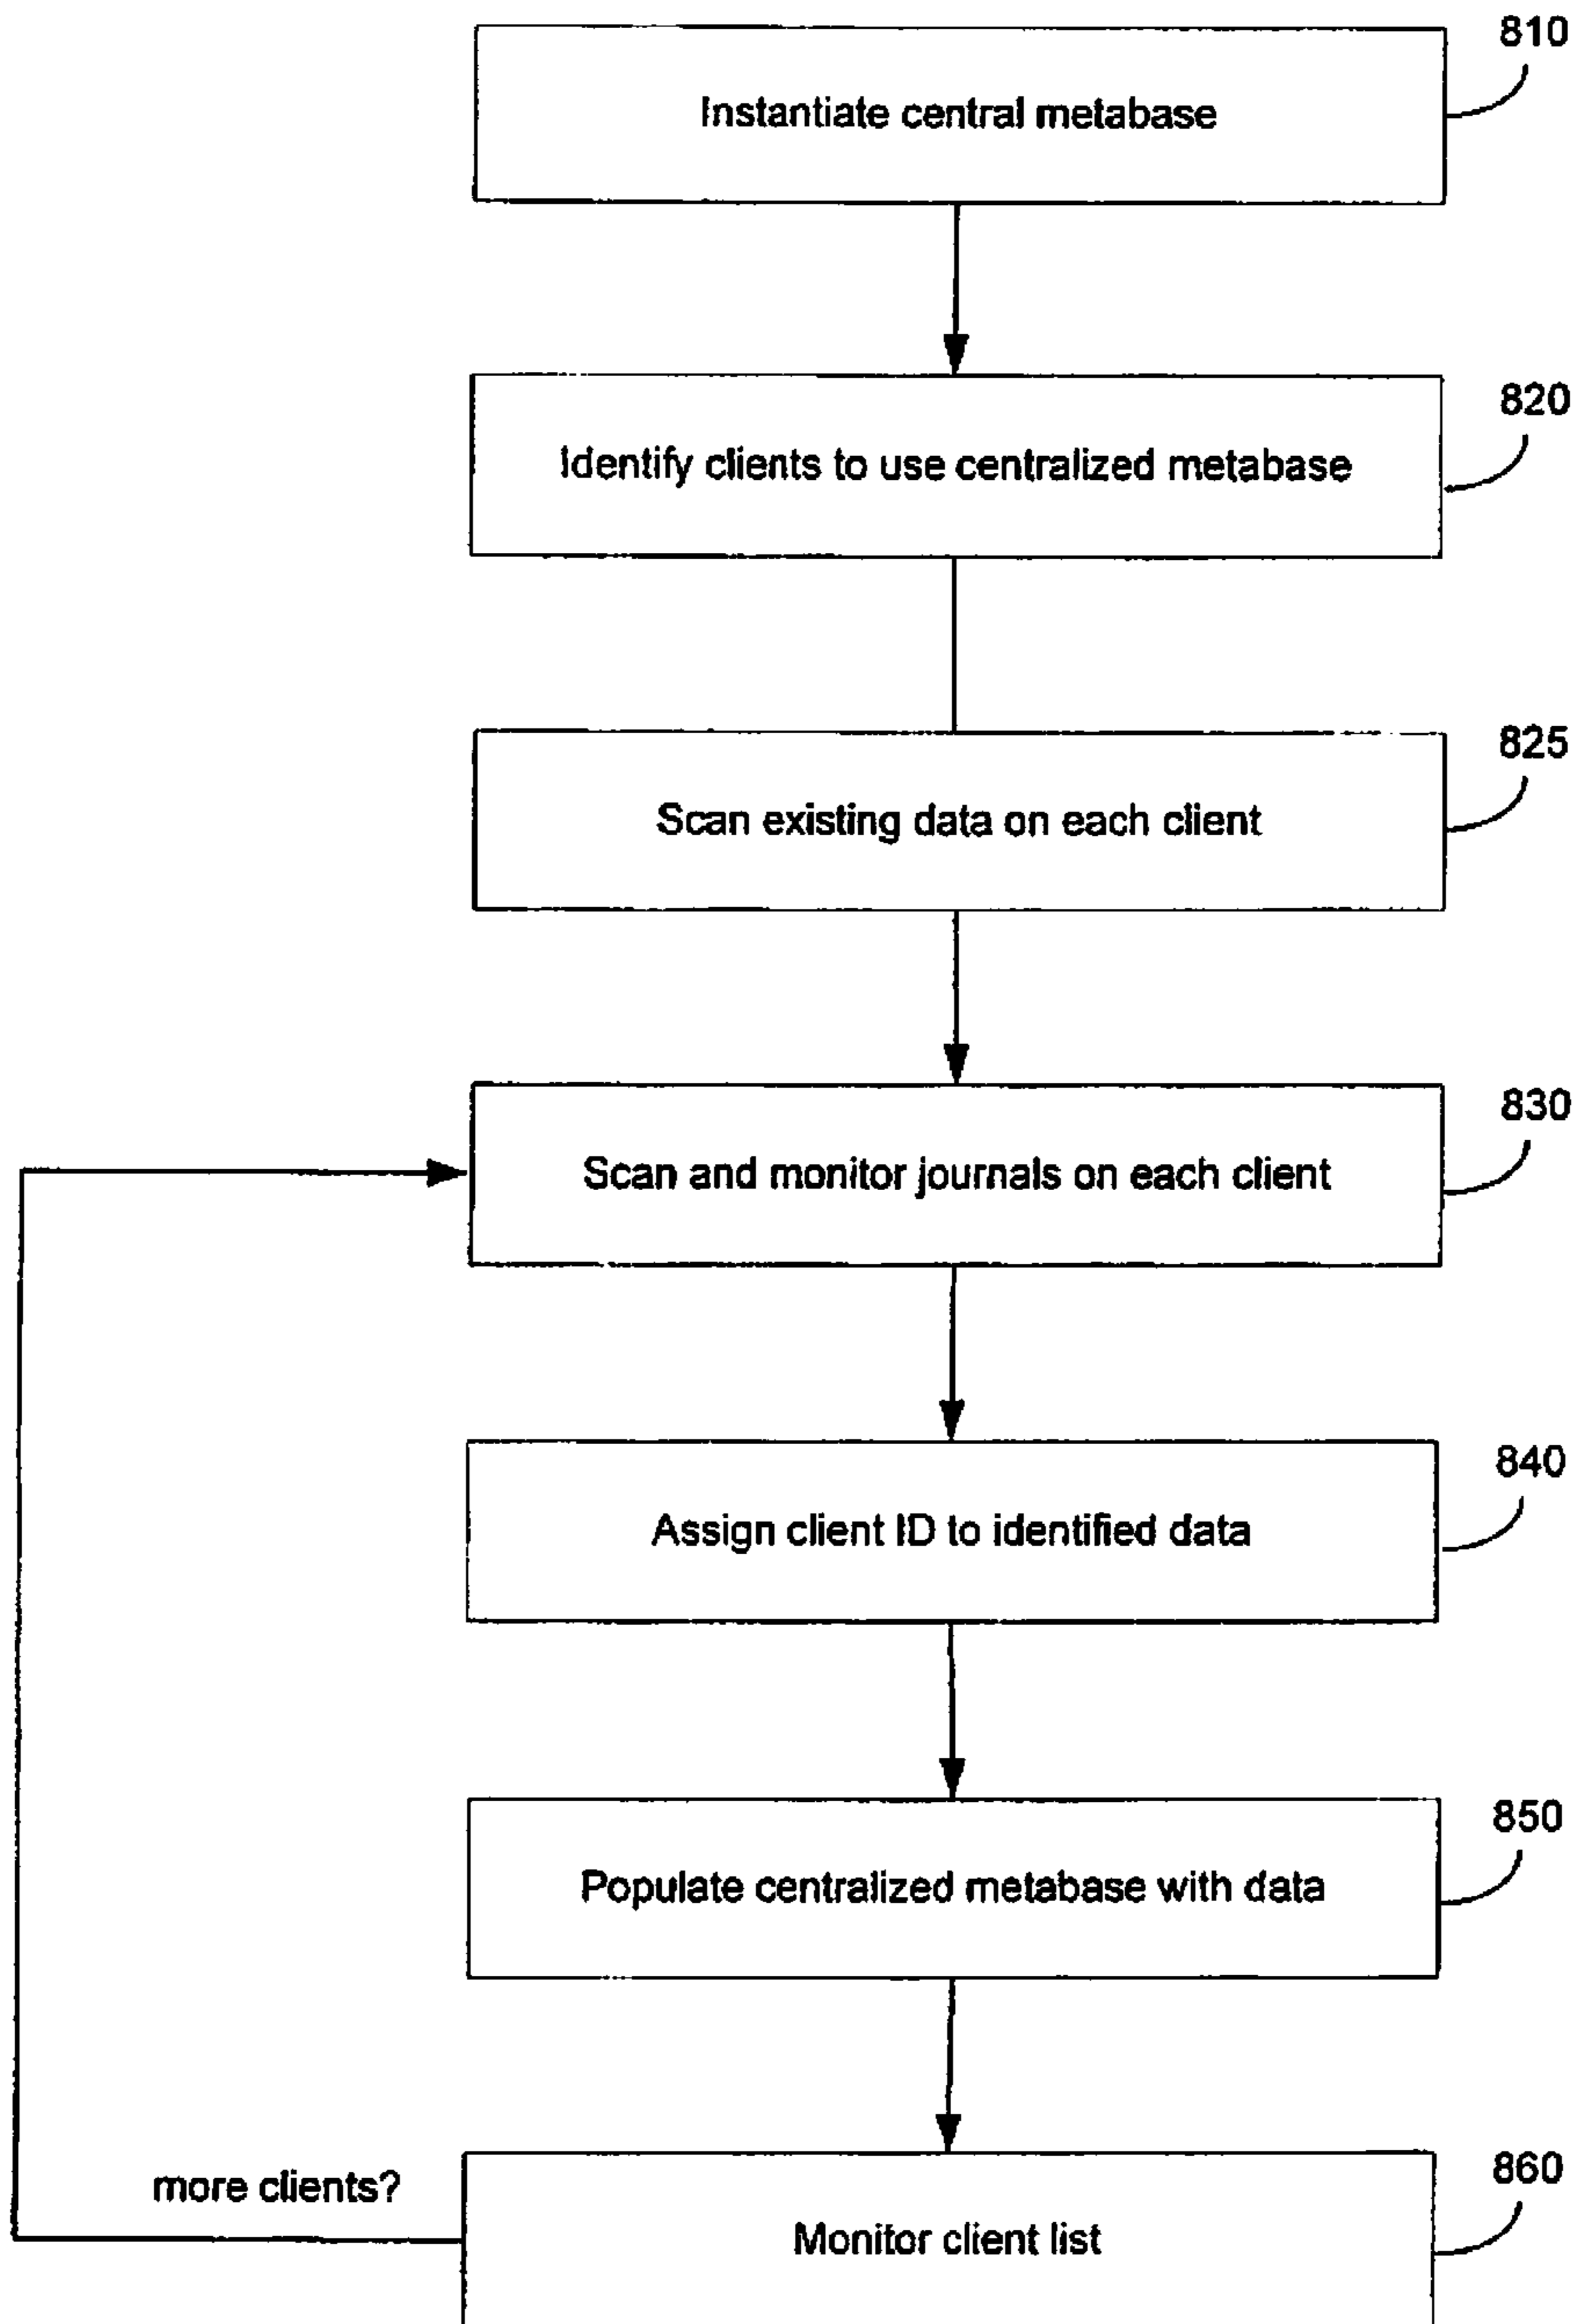 810
Instantiate central metabase
820
Identify clients to use centralized metabase
825
Scan existing data on each client
830
Scan and monitor journals on each client
840
Assign client ID to identified data
850
Populate centralized metabase with data
860
more clients?
Monitor client list